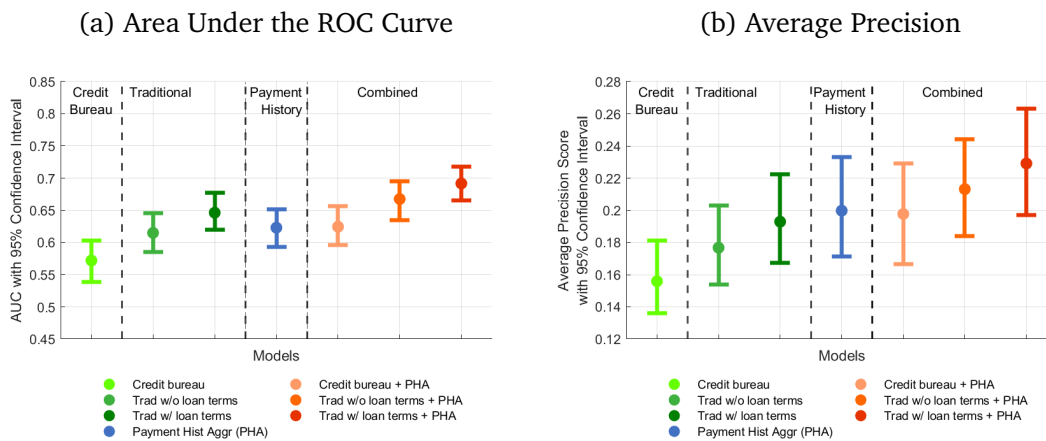 (a) Area Under the ROC Curve
0.85
0.8
0.75
0.7
0.65
0.6
0.55
0.5
0.45
AUC with 95% Confidence Interval
Credit
Bureau
Traditional
Payment
History
Combined
Models
Credit bureau
Trad w/o loan terms
Trad w/ loan terms
Payment Hist Aggr (PHA)
Credit bureau + PHA
Trad w/o loan terms + PHA
Trad w/ loan terms + PHA
(b) Average Precision
0.28
0.26
0.24
0.22
0.2
0.18
0.16
0.14
0.12
Average Precision Score
with 95% Confidence Interval
Credit
Bureau
Traditional
Payment
History
Combined
Models
Credit bureau
Trad w/o loan terms
Trad w/ loan terms
Payment Hist Aggr (PHA)
Credit bureau + PHA
Trad w/o loan terms + PHA
Trad w/ loan terms + PHA